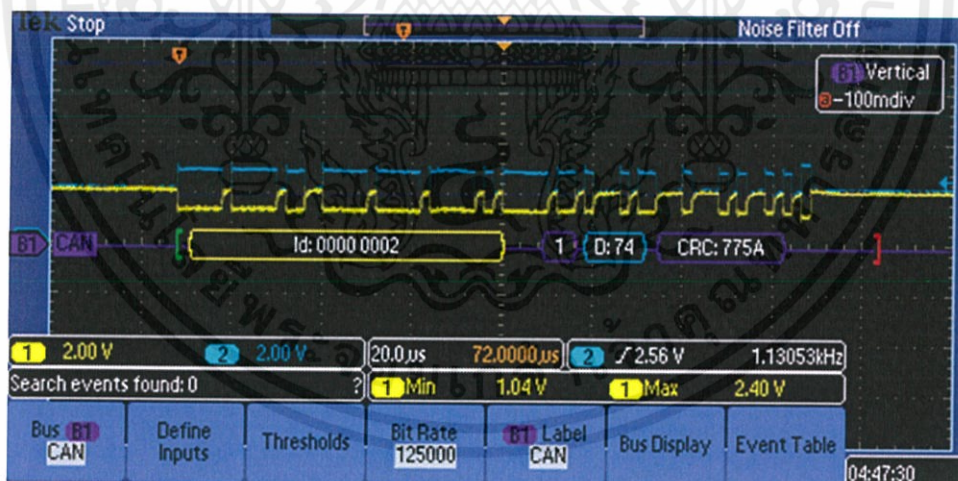 Tek Stop
Noise Filter Off
B1 Vertical
3 -100mdiv
B1 CAN
Id: 0000 0002
1
D: 74
CRC: 775A
1 2.00 V
2 2.00 V
20.0µs 72.0000µs
2 2.56 V 1.13053kHz
Search events found: 0 ?
1 Min 1.04 V
1 Max 2.40 V
Bus B1
CAN
Define
Inputs
Thresholds
Bit Rate
125000
B1 Label
CAN
Bus Display
Event Table
04:47:30